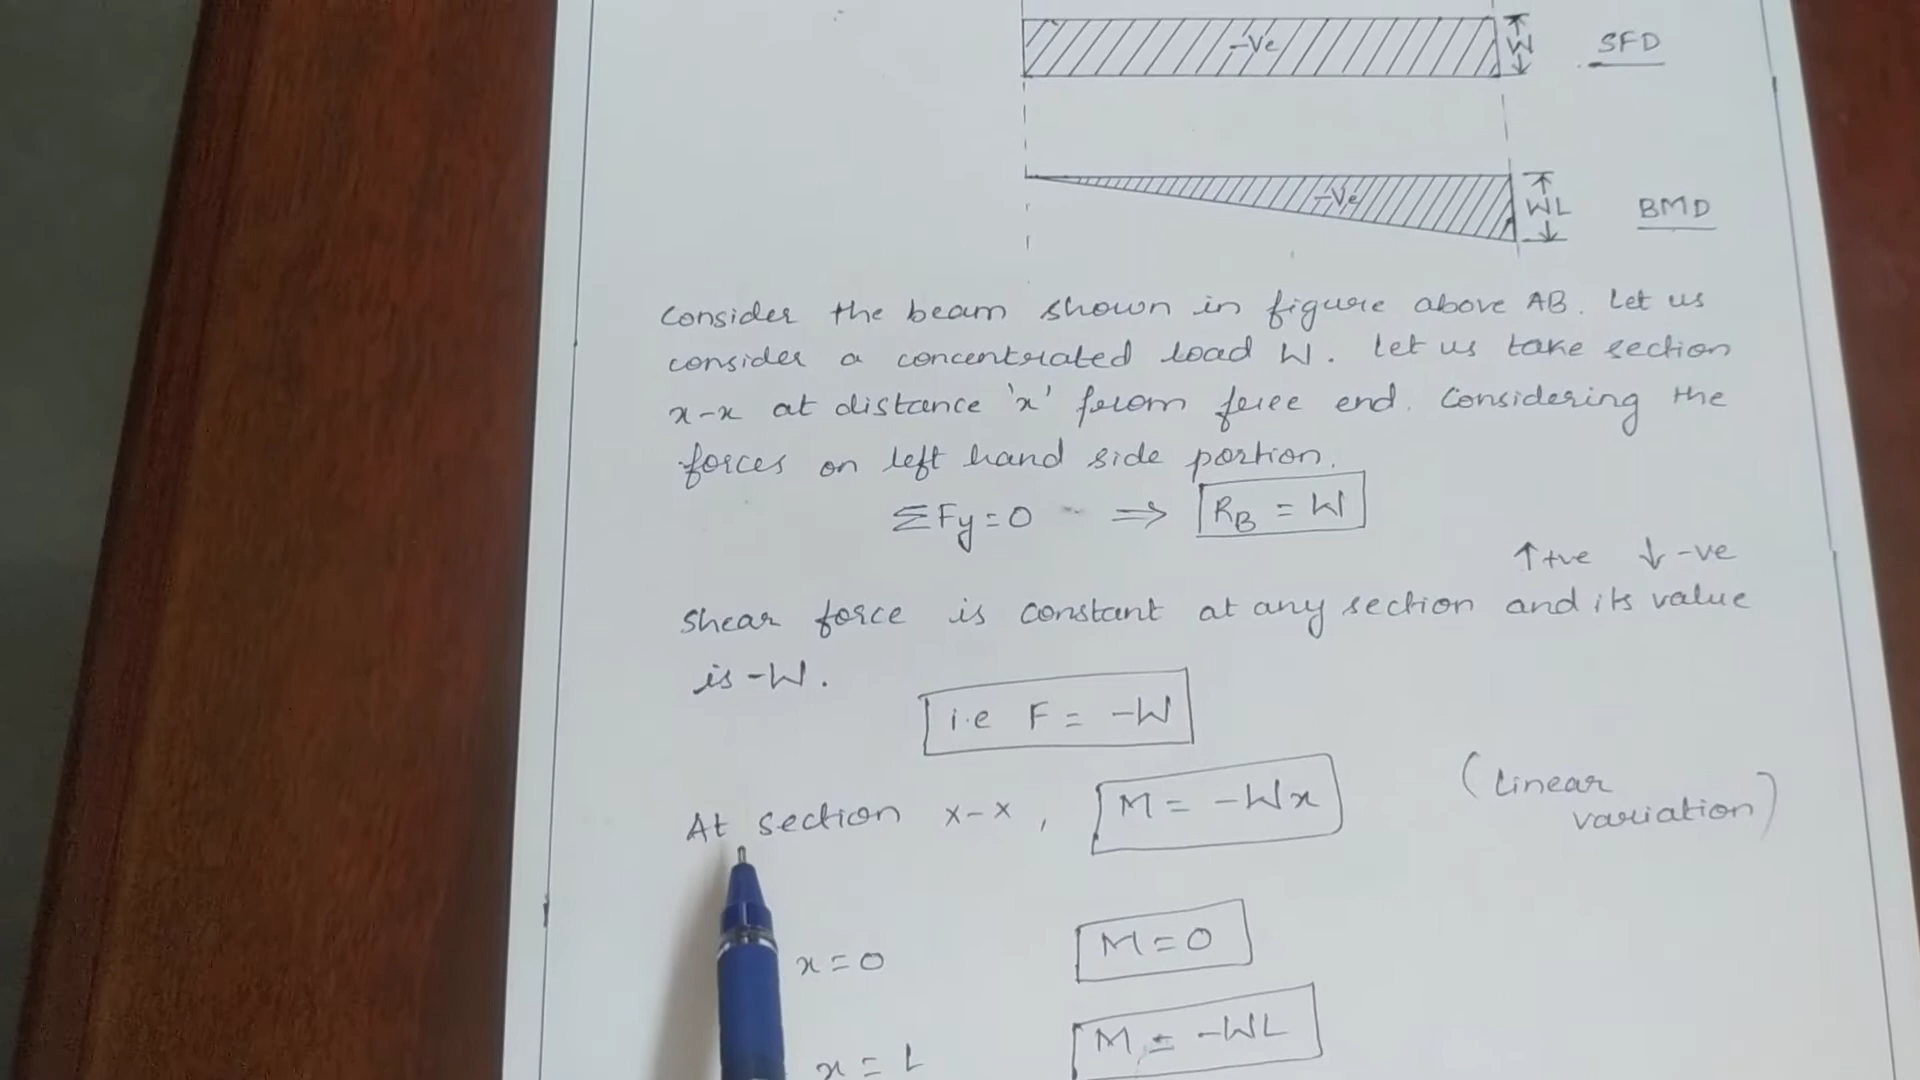 -Ve W SFD
-Ve WL BMD
Consider the beam shown in figure above AB. Let us
consider a concentrated load W. Let us take section
x-x at distance 'x' from free end. Considering the
forces on left hand side portion.
ΣFy=0 ⇒ RB = W
↑+ve ↓-ve
Shear force is constant at any section and its value
is -W.
i.e F = -W
At section x-x, M = -Wx (Linear
variation)
x=0 M=0
x = L M = -WL